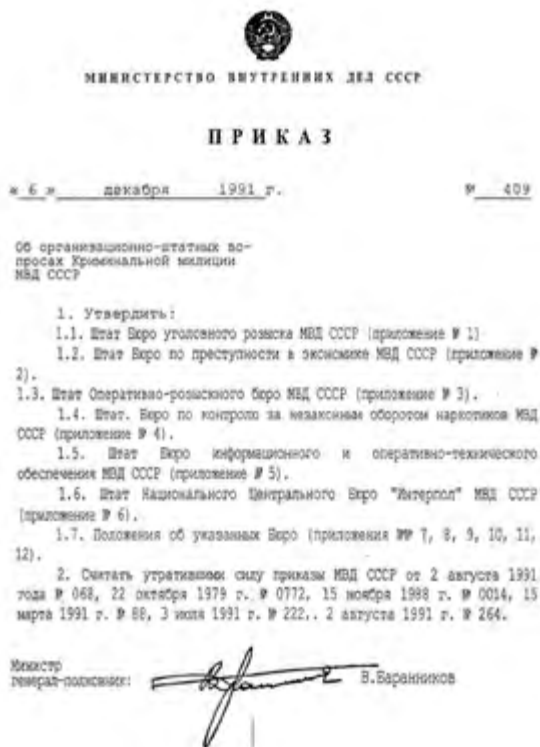 МИНИСТЕРСТВО ВНУТРЕННИХ ДЕЛ СССР
ПРИКАЗ
« 6 » декабря 1991 г. № 409
Об организационно-штатных во-
просах Криминальной милиции
МВД СССР
1. Утвердить:
1.1. Штат Бюро уголовного розыска МВД СССР (приложение № 1)
1.2. Штат Бюро по преступности в экономике МВД СССР (приложение №
2).
1.3. Штат Оперативно-розыскного бюро МВД СССР (приложение № 3).
1.4. Штат. Бюро по контролю за незаконным оборотом наркотиков МВД
СССР (приложение № 4).
1.5. Штат Бюро информационного и оперативно-технического
обеспечения МВД СССР (приложение № 5).
1.6. Штат Национального Центрального Бюро "Интерпол" МВД СССР
(приложение № 6).
1.7. Положения об указанных Бюро (приложения №№ 7, 8, 9, 10, 11,
12).
2. Считать утратившими силу приказы МВД СССР от 2 августа 1991
года № 068, 22 октября 1979 г. № 0772, 15 ноября 1988 г. № 0014, 15
марта 1991 г. № 88, 3 июля 1991 г. № 222,. 2 августа 1991 г. № 264.
Министр
генерал-полковник: В.Баранников